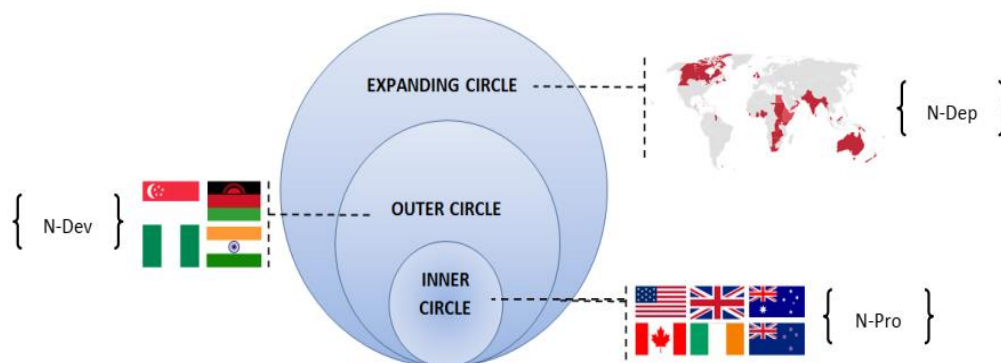 EXPANDING CIRCLE
N-Dep
OUTER CIRCLE
N-Dev
INNER
CIRCLE
N-Pro